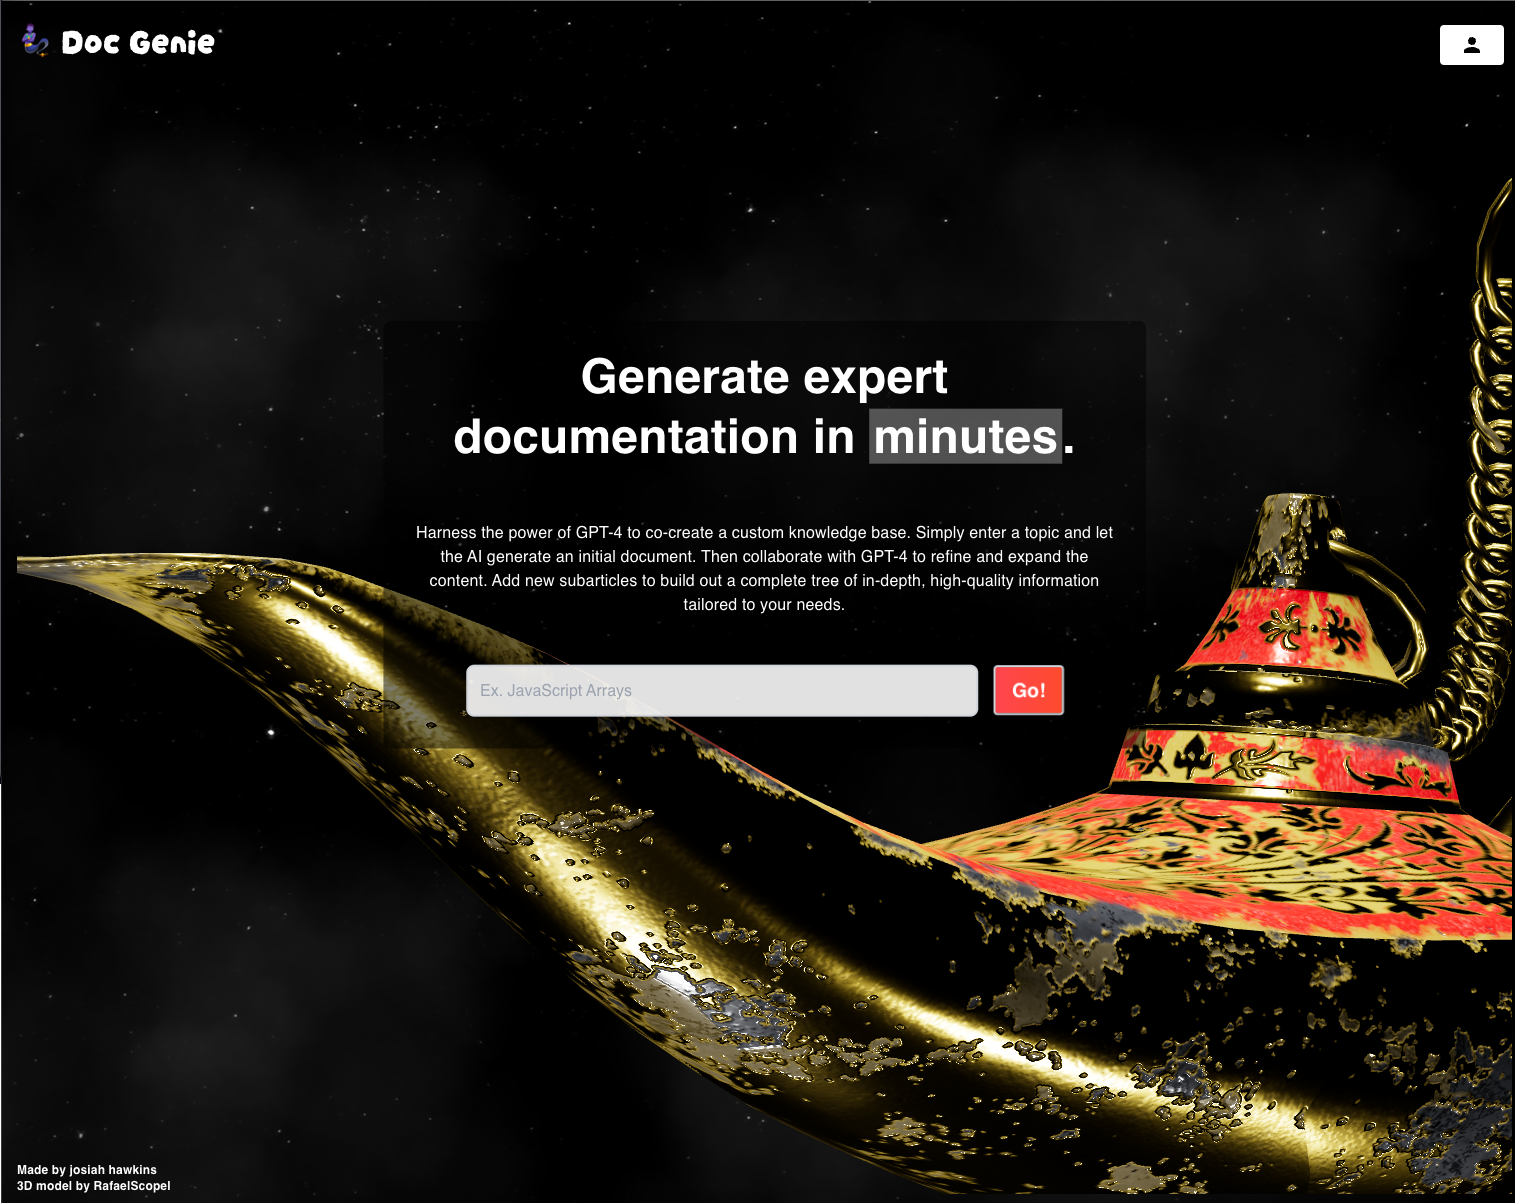 Doc Genie
Generate expert
documentation in minutes.
Harness the power of GPT-4 to co-create a custom knowledge base. Simply enter a topic and let
the AI generate an initial document. Then collaborate with GPT-4 to refine and expand the
content. Add new subarticles to build out a complete tree of in-depth, high-quality information
tailored to your needs.
Ex. JavaScript Arrays
Go!
Made by josiah hawkins
3D model by RafaelScopel